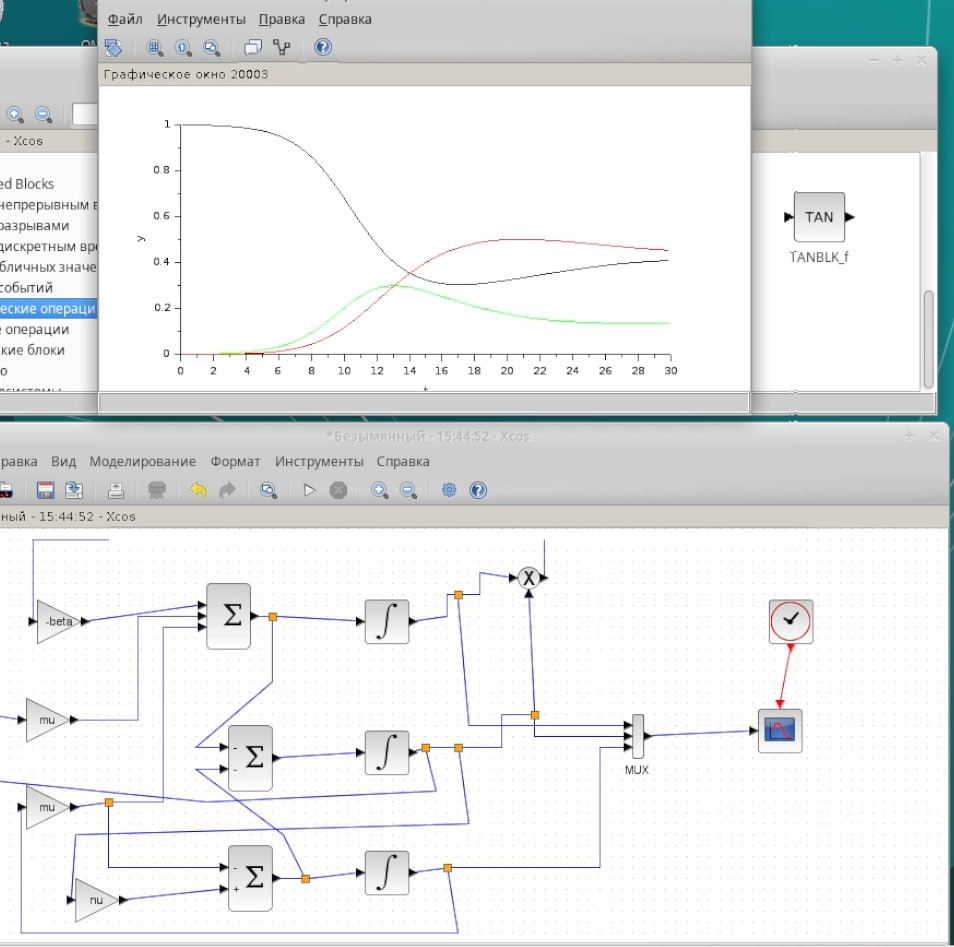 Файл Инструменты Правка Справка
Графическое окно 20003
- Xcos
ed Blocks
непрерывным в
разрывами
дискретным вре
бличных значе
событий
еские операци
е операции
ские блоки
о
y
1
0.8
0.6
0.4
0.2
0
0 2 4 6 8 10 12 14 16 18 20 22 24 26 28 30
TAN
TANBLK_f
*Безымянный - 15:44:52 - Xcos
равка Вид Моделирование Формат Инструменты Справка
ный - 15:44:52 - Xcos
-beta
Σ
∫
X
mu
-
-
Σ
∫
MUX
mu
-
+
Σ
∫
nu